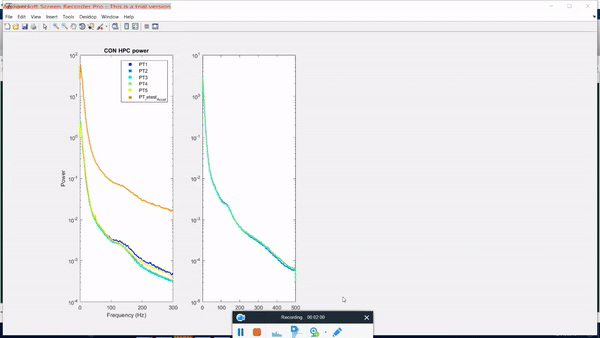 Apowersoft Screen Recorder Pro - This is a trial version
File Edit View Insert Tools Desktop Window Help
CON HPC power
PT1
PT2
PT3
PT4
PT5
Power
10^3
10^2
10^1
10^0
10^-1
10^-2
10^-3
10^-4
0 100 200 300
Frequency (Hz)
10^1
10^0
10^-1
10^-2
10^-3
10^-4
10^-5
0 100 200 300 400 500
Recording... 00:02:00